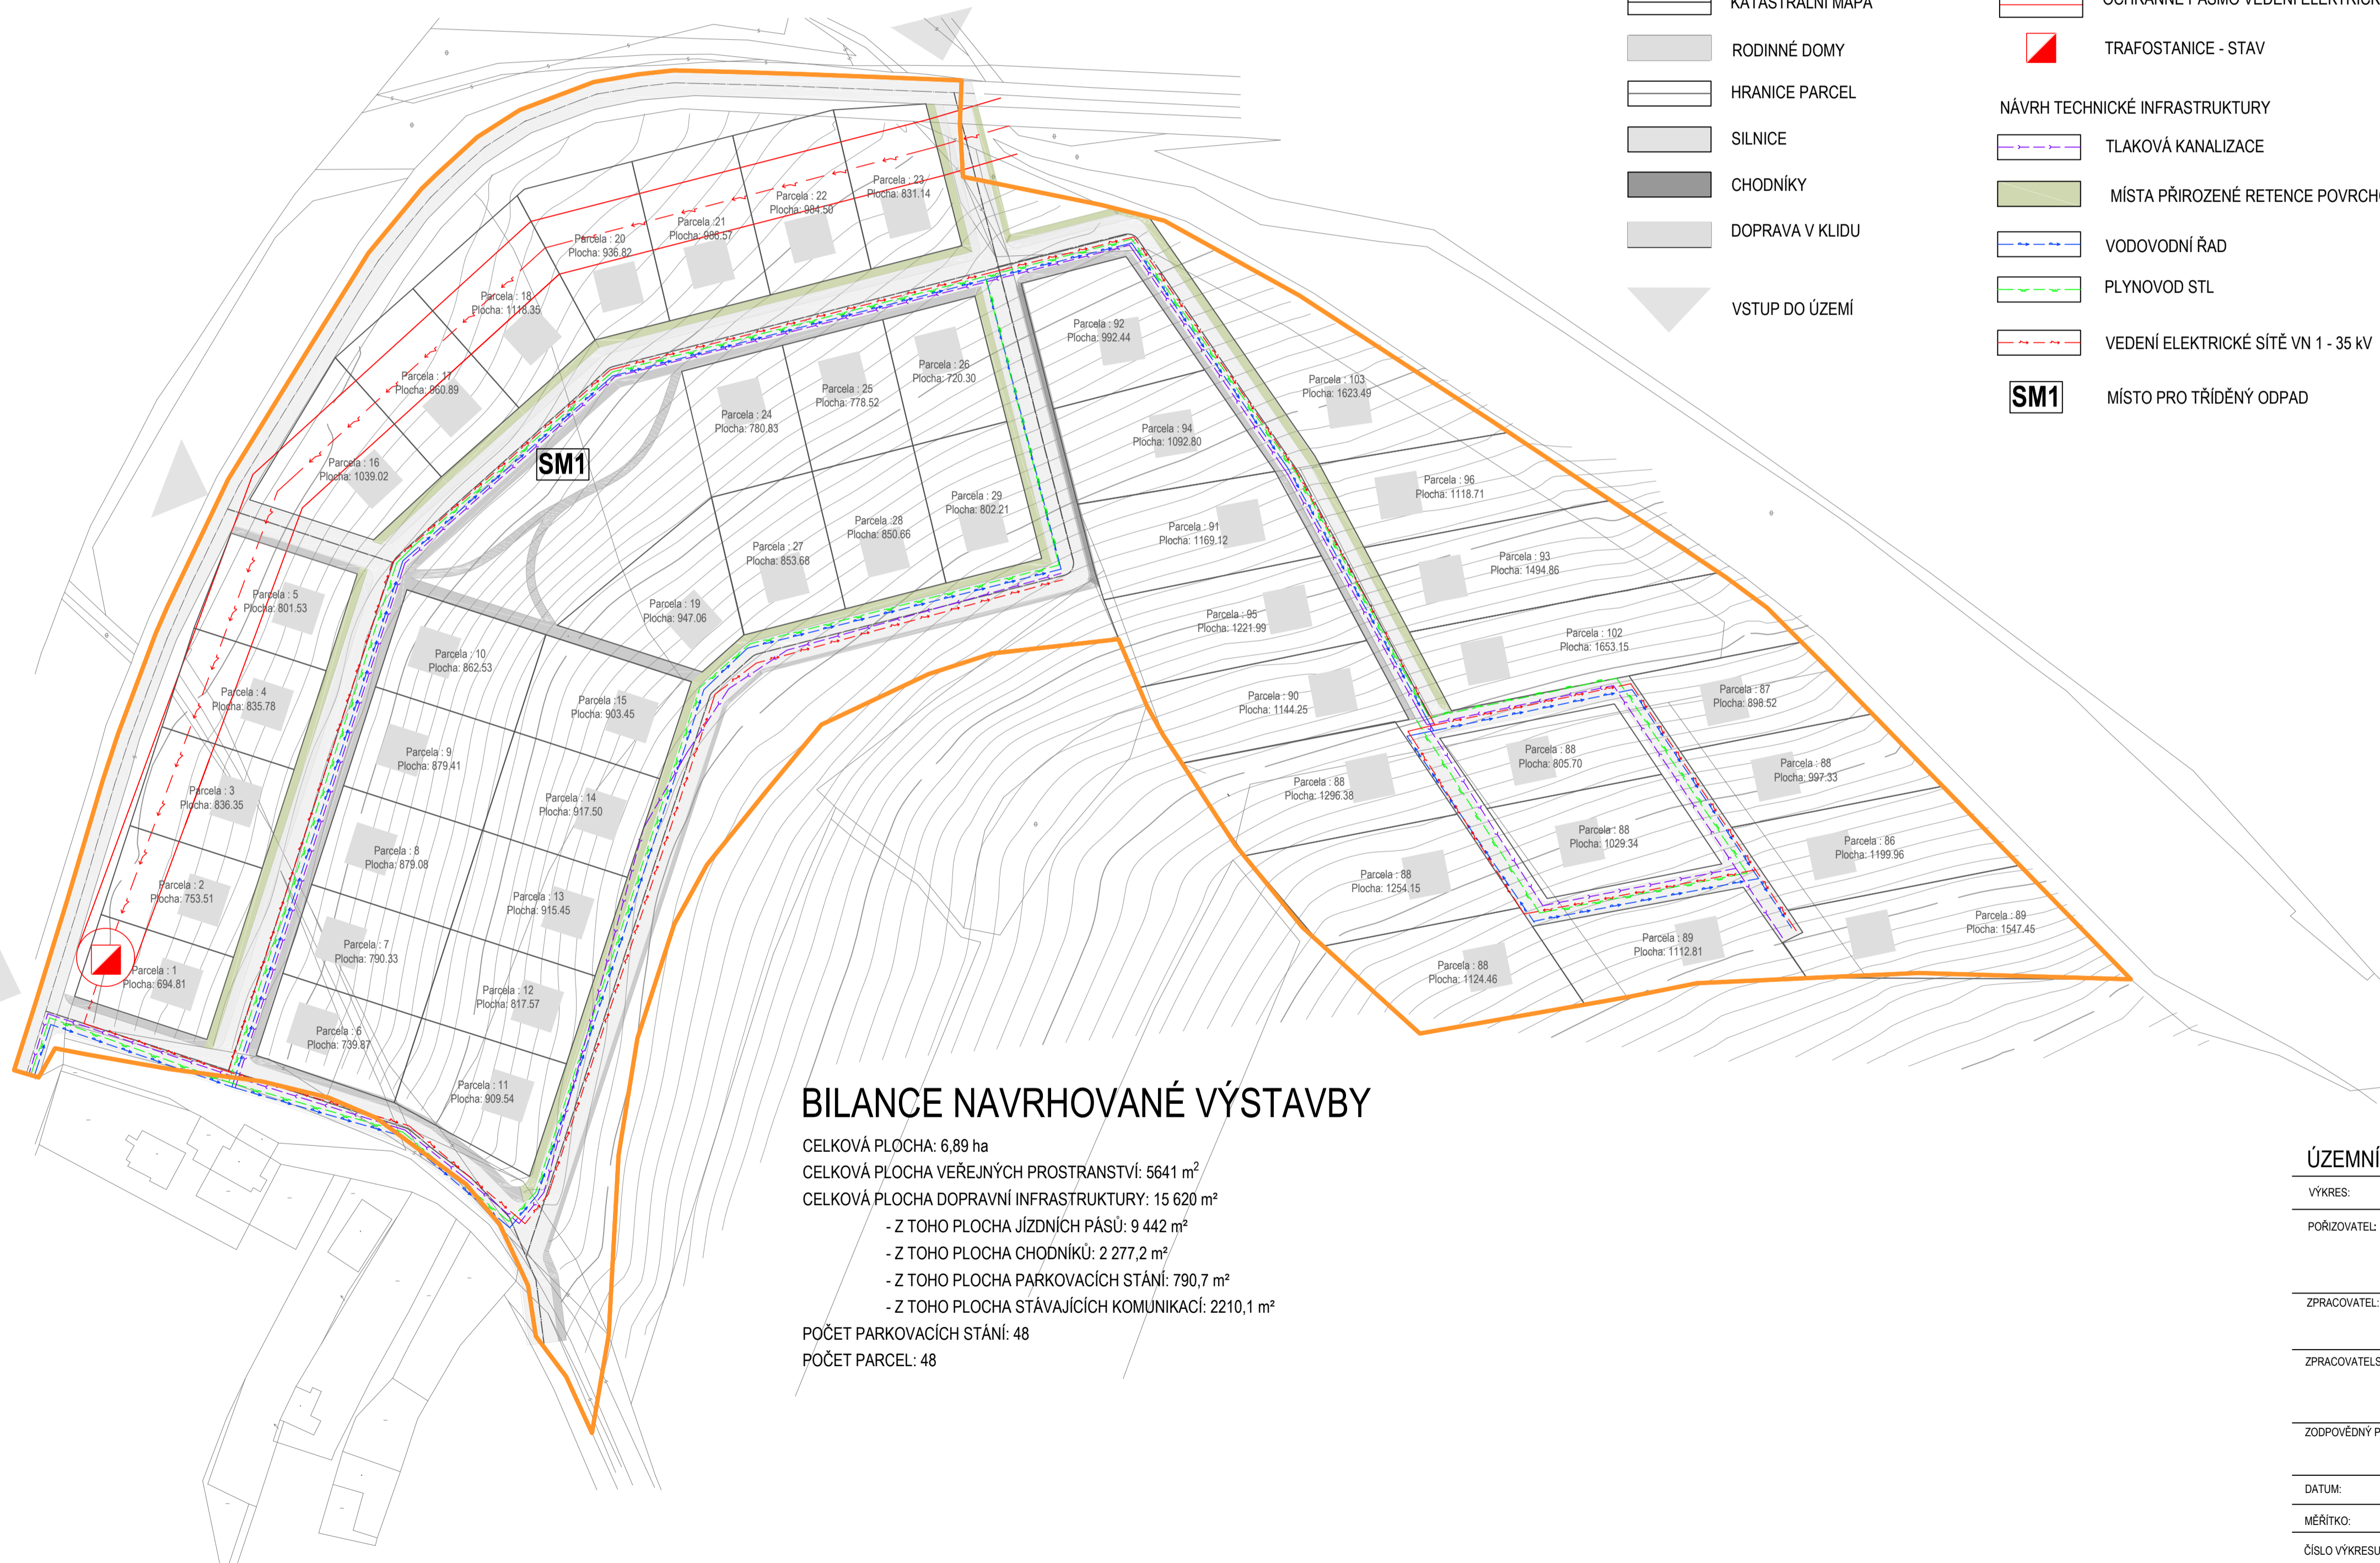 KATASTRÁLNÍ MAPA
RODINNÉ DOMY
HRANICE PARCEL
SILNICE
CHODNÍKY
DOPRAVA V KLIDU
VSTUP DO ÚZEMÍ
OCHRANNÉ PÁSMO VEDENÍ ELEKTRICK
TRAFOSTANICE - STAV
NÁVRH TECHNICKÉ INFRASTRUKTURY
TLAKOVÁ KANALIZACE
MÍSTA PŘIROZENÉ RETENCE POVRCH
VODOVODNÍ ŘAD
PLYNOVOD STL
VEDENÍ ELEKTRICKÉ SÍTĚ VN 1 - 35 kV
SM1
MÍSTO PRO TŘÍDĚNÝ ODPAD
Parcela : 23
Plocha: 831.14
Parcela : 22
Plocha: 984.50
Parcela :21
Plocha: 986.57
Parcela : 20
Plocha: 936.82
Parcela : 18
Plocha: 1118.35
Parcela : 17
Plocha: 960.89
Parcela : 16
Plocha: 1039.02
SM1
Parcela : 26
Plocha: 720.30
Parcela : 25
Plocha: 778.52
Parcela : 24
Plocha: 780.83
Parcela : 29
Plocha: 802.21
Parcela :28
Plocha: 850.66
Parcela : 27
Plocha: 853.68
Parcela : 19
Plocha: 947.06
Parcela : 5
Plocha: 801.53
Parcela : 4
Plocha: 835.78
Parcela : 3
Plocha: 836.35
Parcela : 2
Plocha: 753.51
Parcela : 1
Plocha: 694.81
Parcela : 10
Plocha: 862.53
Parcela : 9
Plocha: 879.41
Parcela : 8
Plocha: 879.08
Parcela : 7
Plocha: 790.33
Parcela : 6
Plocha: 739.87
Parcela :15
Plocha: 903.45
Parcela : 14
Plocha: 917.50
Parcela : 13
Plocha: 915.45
Parcela : 12
Plocha: 817.57
Parcela : 11
Plocha: 909.54
Parcela : 92
Plocha: 992.44
Parcela : 94
Plocha: 1092.80
Parcela : 91
Plocha: 1169.12
Parcela : 95
Plocha: 1221.99
Parcela : 90
Plocha: 1144.25
Parcela : 88
Plocha: 1296.38
Parcela : 88
Plocha: 1254.15
Parcela : 88
Plocha: 1124.46
Parcela : 103
Plocha: 1623.49
Parcela : 96
Plocha: 1118.71
Parcela : 93
Plocha: 1494.86
Parcela : 102
Plocha: 1653.15
Parcela : 87
Plocha: 898.52
Parcela : 88
Plocha: 805.70
Parcela : 88
Plocha: 997.33
Parcela : 88
Plocha: 1029.34
Parcela : 86
Plocha: 1199.96
Parcela : 89
Plocha: 1547.45
Parcela : 89
Plocha: 1112.81
BILANCE NAVRHOVANÉ VÝSTAVBY
CELKOVÁ PLOCHA: 6,89 ha
CELKOVÁ PLOCHA VEŘEJNÝCH PROSTRANSTVÍ: 5641 m²
CELKOVÁ PLOCHA DOPRAVNÍ INFRASTRUKTURY: 15 620 m²
- Z TOHO PLOCHA JÍZDNÍCH PÁSŮ: 9 442 m²
- Z TOHO PLOCHA CHODNÍKŮ: 2 277,2 m²
- Z TOHO PLOCHA PARKOVACÍCH STÁNÍ: 790,7 m²
- Z TOHO PLOCHA STÁVAJÍCÍCH KOMUNIKACÍ: 2210,1 m²
POČET PARKOVACÍCH STÁNÍ: 48
POČET PARCEL: 48
ÚZEMNÍ
VÝKRES:
POŘIZOVATEL:
ZPRACOVATEL:
ZPRACOVATELS
ZODPOVĚDNÝ P
DATUM:
MĚŘÍTKO:
ČÍSLO VÝKRESU